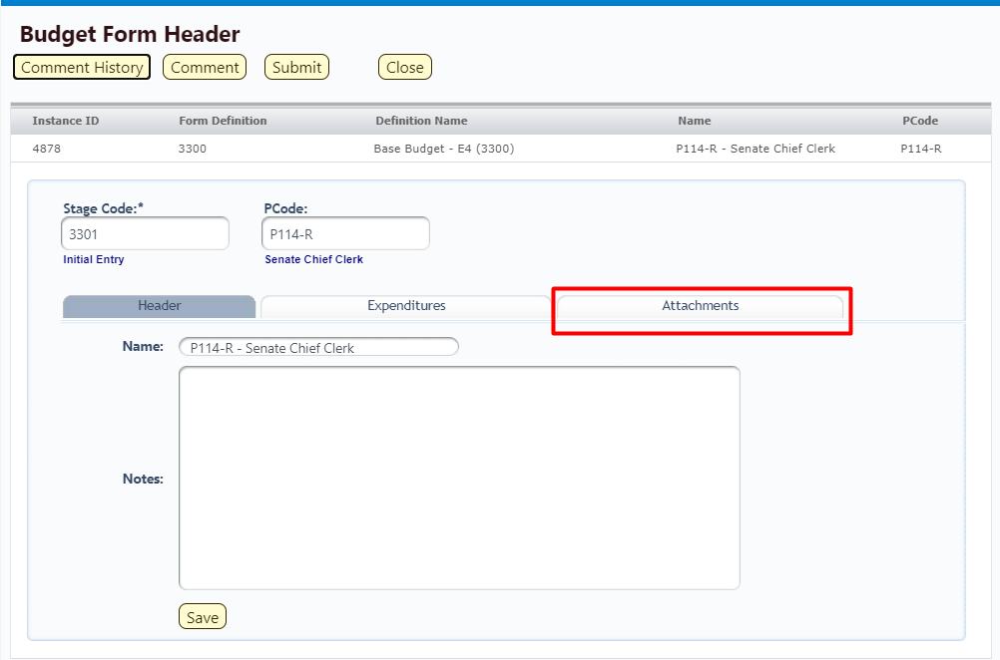 Budget Form Header
Comment History Comment Submit Close
Instance ID Form Definition Definition Name Name PCode
4878 3300 Base Budget - E4 (3300) P114-R - Senate Chief Clerk P114-R
Stage Code:* PCode:
3301 P114-R
Initial Entry Senate Chief Clerk
Header Expenditures Attachments
Name: P114-R - Senate Chief Clerk
Notes:
Save